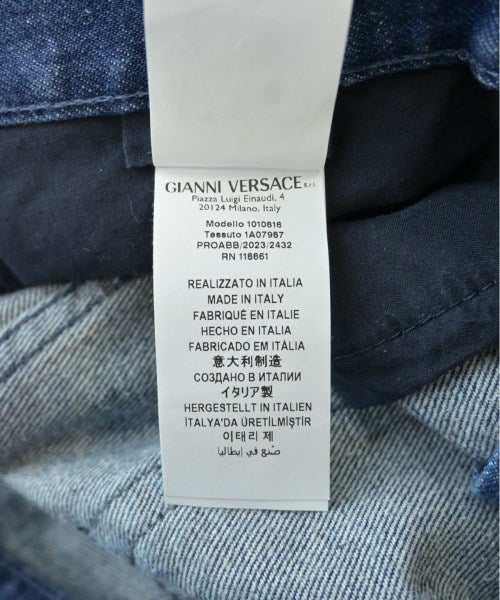 GIANNI VERSACE S.r.l.
Piazza Luigi Einaudi, 4
20124 Milano, Italy
Modello 1010816
Tessuto 1A07987
PROABB/2023/2432
RN 118861
REALIZZATO IN ITALIA
MADE IN ITALY
FABRIQUÉ EN ITALIE
HECHO EN ITALIA
FABRICADO EM ITÁLIA
意大利制造
СОЗДАНО В ИТАЛИИ
イタリア製
HERGESTELLT IN ITALIEN
İTALYA'DA ÜRETİLMİŞTİR
이태리 제
صنع في إيطاليا